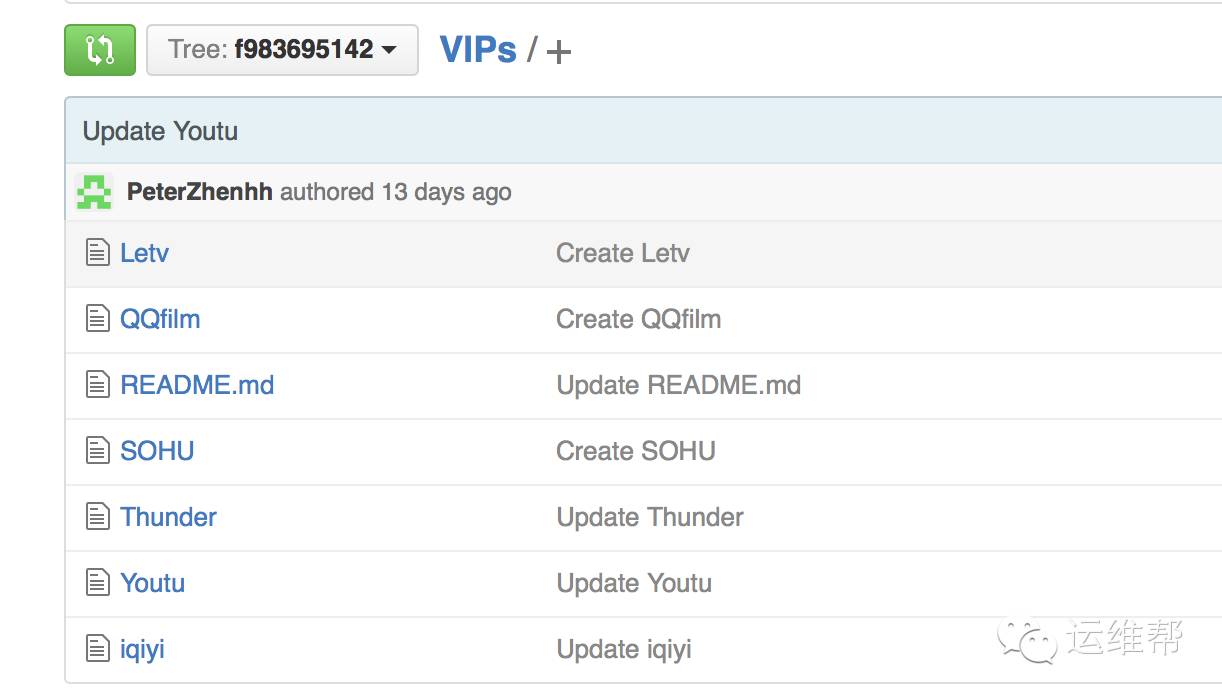 Tree: f983695142 VIPs / +
Update Youtu
PeterZhenhh authored 13 days ago
Letv Create Letv
QQfilm Create QQfilm
README.md Update README.md
SOHU Create SOHU
Thunder Update Thunder
Youtu Update Youtu
iqiyi Update iqiyi
运维帮